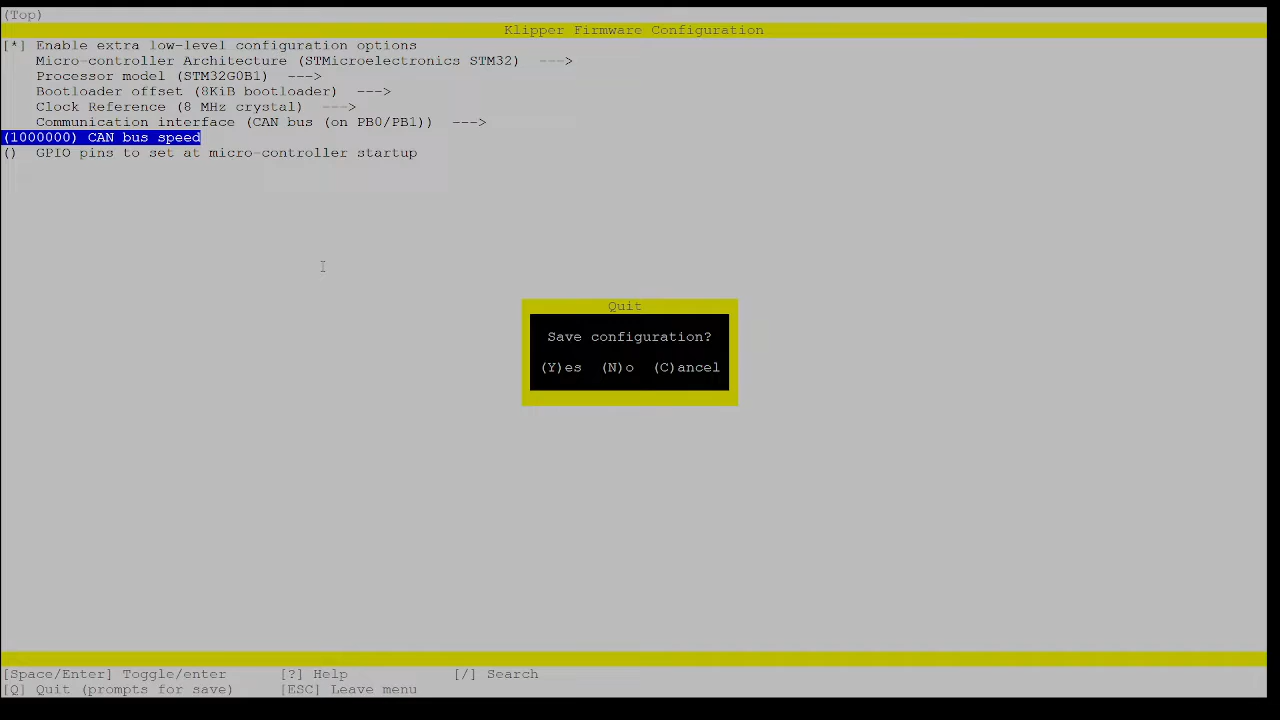 (Top)
Klipper Firmware Configuration
[*] Enable extra low-level configuration options
Micro-controller Architecture (STMicroelectronics STM32) --->
Processor model (STM32G0B1) --->
Bootloader offset (8KiB bootloader) --->
Clock Reference (8 MHz crystal) --->
Communication interface (CAN bus (on PB0/PB1)) --->
(1000000) CAN bus speed
() GPIO pins to set at micro-controller startup
Quit
Save configuration?
(Y)es (N)o (C)ancel
[Space/Enter] Toggle/enter [?] Help [/] Search
[Q] Quit (prompts for save) [ESC] Leave menu